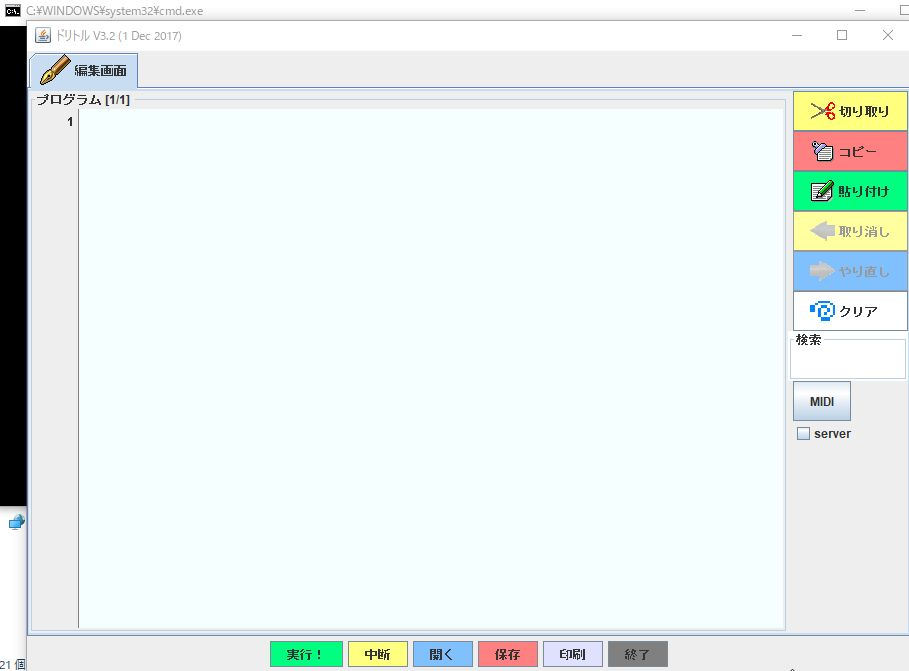 C:¥WINDOWS¥system32¥cmd.exe
ドリトル V3.2 (1 Dec 2017)
編集画面
プログラム [1/1]
1
切り取り
コピー
貼り付け
取り消し
やり直し
クリア
検索
MIDI
server
21 個
実行！
中断
開く
保存
印刷
終了